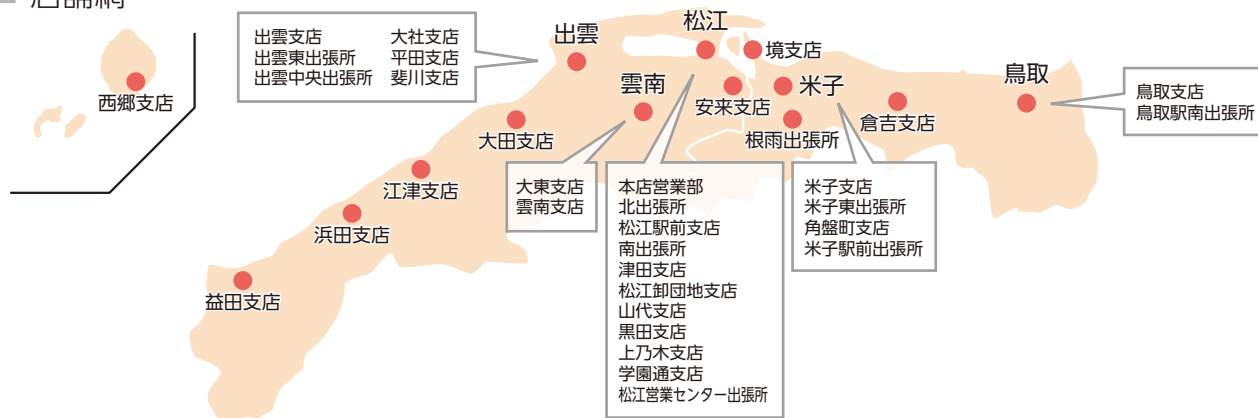 店舗網
西郷支店
出雲支店 大社支店
出雲東出張所 平田支店
出雲中央出張所 斐川支店
出雲
松江
境支店
雲南
安来支店
米子
根雨出張所
倉吉支店
鳥取
鳥取支店
鳥取駅南出張所
大田支店
江津支店
浜田支店
益田支店
大東支店
雲南支店
本店営業部
北出張所
松江駅前支店
南出張所
津田支店
松江卸団地支店
山代支店
黒田支店
上乃木支店
学園通支店
松江営業センター出張所
米子支店
米子東出張所
角盤町支店
米子駅前出張所